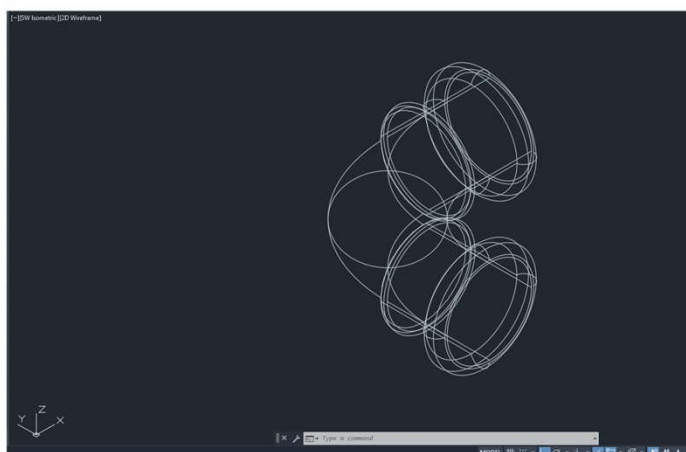 [−][SW Isometric][2D Wireframe]
Z
Y
X
Type a command
MODEL